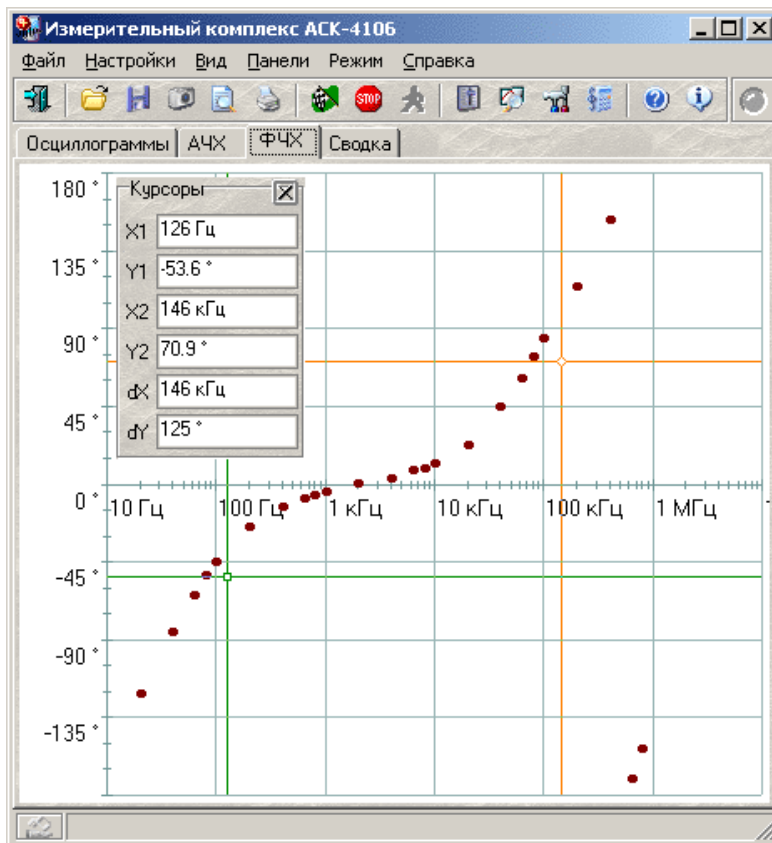 Измерительный комплекс АСК-4106
Файл Настройки Вид Панели Режим Справка
STOP
Осциллограммы АЧХ ФЧХ Сводка
180 °
Курсоры
X1 126 Гц
135 °
Y1 -53.6 °
X2 146 кГц
90 °
Y2 70.9 °
dX 146 кГц
45 °
dY 125 °
0 °
10 Гц 100 Гц 1 кГц 10 кГц 100 кГц 1 МГц
-45 °
-90 °
-135 °